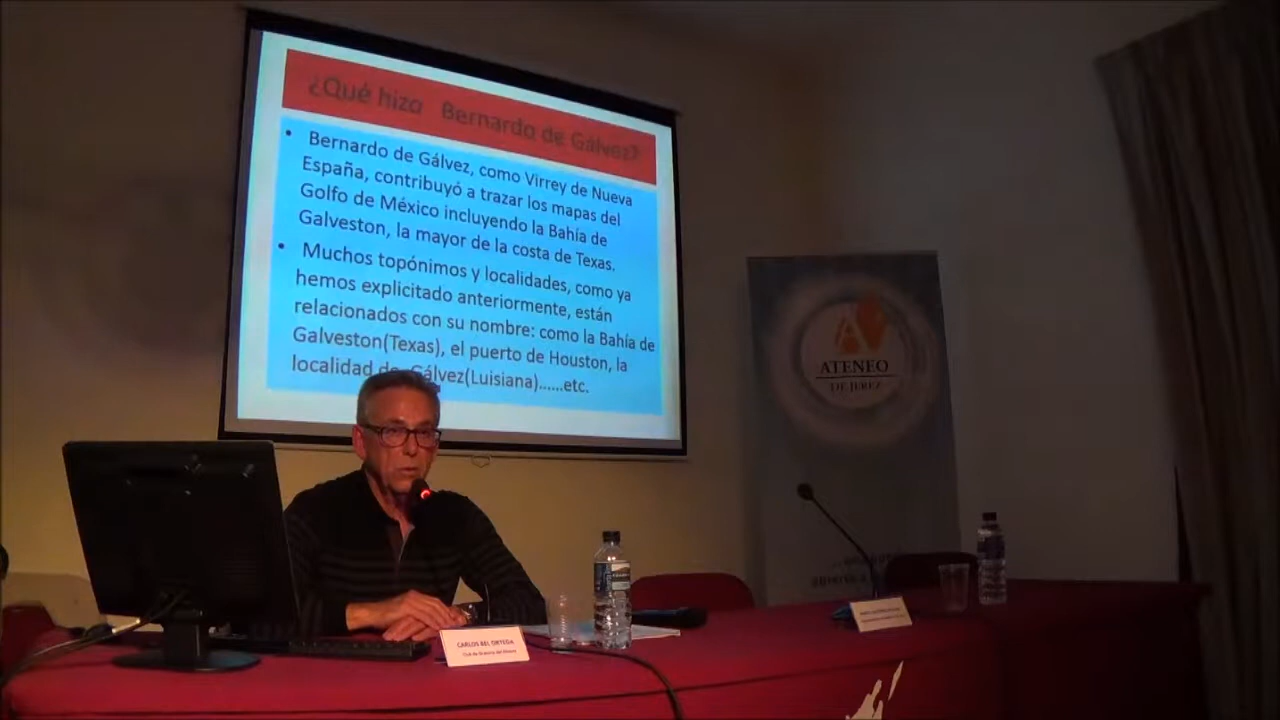 ¿Qué hizo Bernardo de Gálvez?
• Bernardo de Gálvez, como Virrey de Nueva
España, contribuyó a trazar los mapas del
Golfo de México incluyendo la Bahía de
Galveston, la mayor de la costa de Texas.
• Muchos topónimos y localidades, como ya
hemos explicitado anteriormente, están
relacionados con su nombre: como la Bahía de
Galveston(Texas), el puerto de Houston, la
localidad de Gálvez(Luisiana)......etc.
ATENEO
DE JEREZ
CARLOS BEL ORTEGA